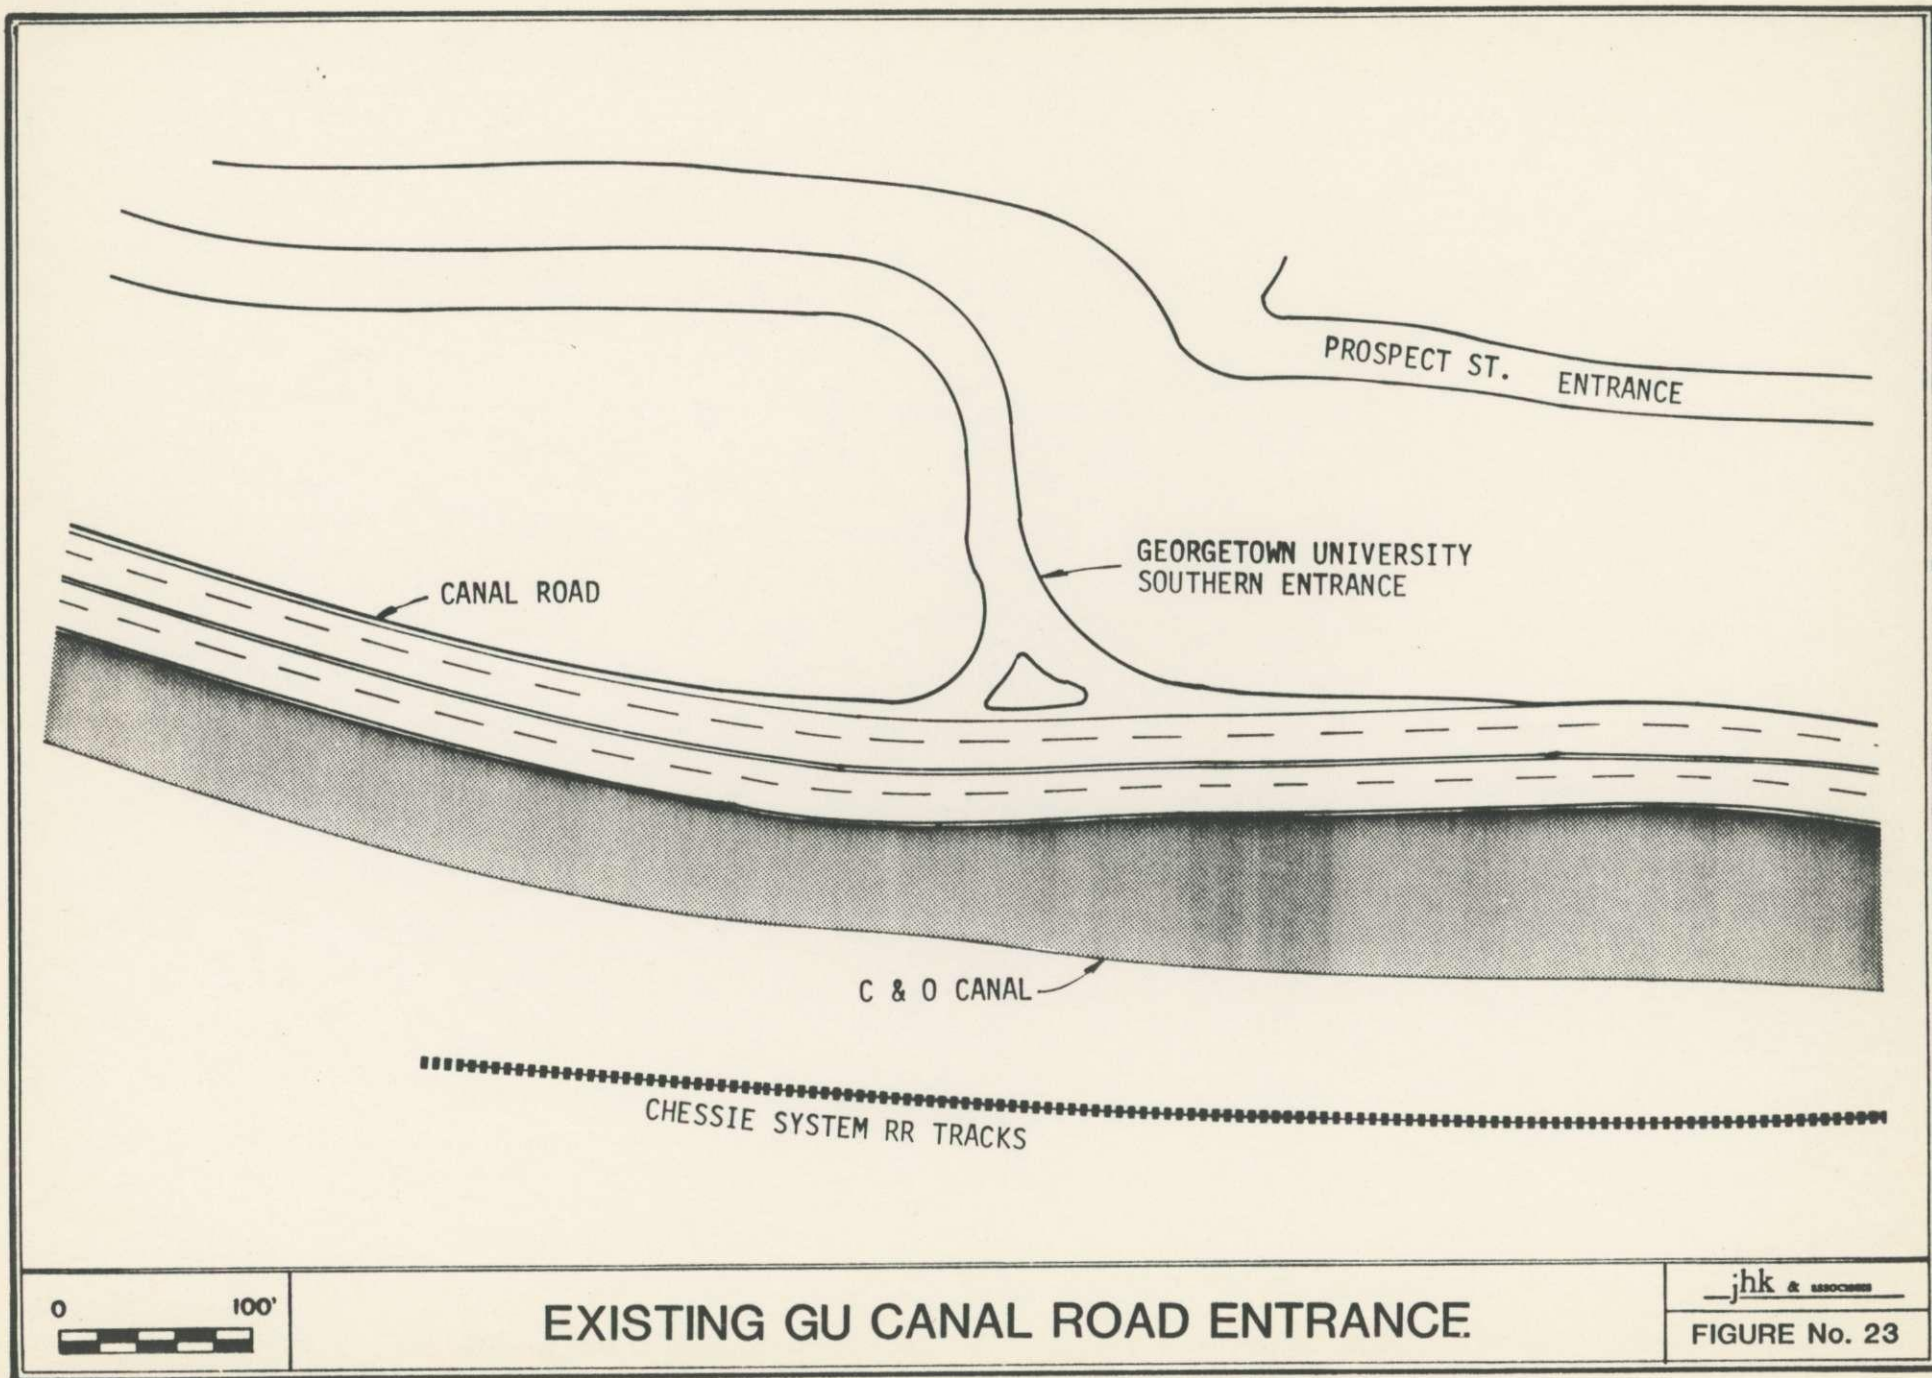 PROSPECT ST. ENTRANCE
GEORGETOWN UNIVERSITY
SOUTHERN ENTRANCE
CANAL ROAD
C & O CANAL
CHESSIE SYSTEM RR TRACKS
0 100'
EXISTING GU CANAL ROAD ENTRANCE.
jhk & associates
FIGURE No. 23